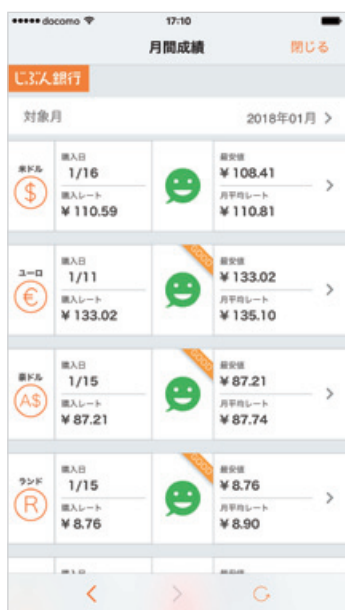 docomo 17:10
月間成績 閉じる
じぶん銀行
対象月 2018年01月
米ドル
$
購入日
1/16
購入レート
¥ 110.59
最安値
¥ 108.41
月平均レート
¥ 110.81
ユーロ
€
購入日
1/11
購入レート
¥ 133.02
GOOD
最安値
¥ 133.02
月平均レート
¥ 135.10
豪ドル
A$
購入日
1/15
購入レート
¥ 87.21
GOOD
最安値
¥ 87.21
月平均レート
¥ 87.74
ランド
R
購入日
1/15
購入レート
¥ 8.76
GOOD
最安値
¥ 8.76
月平均レート
¥ 8.90